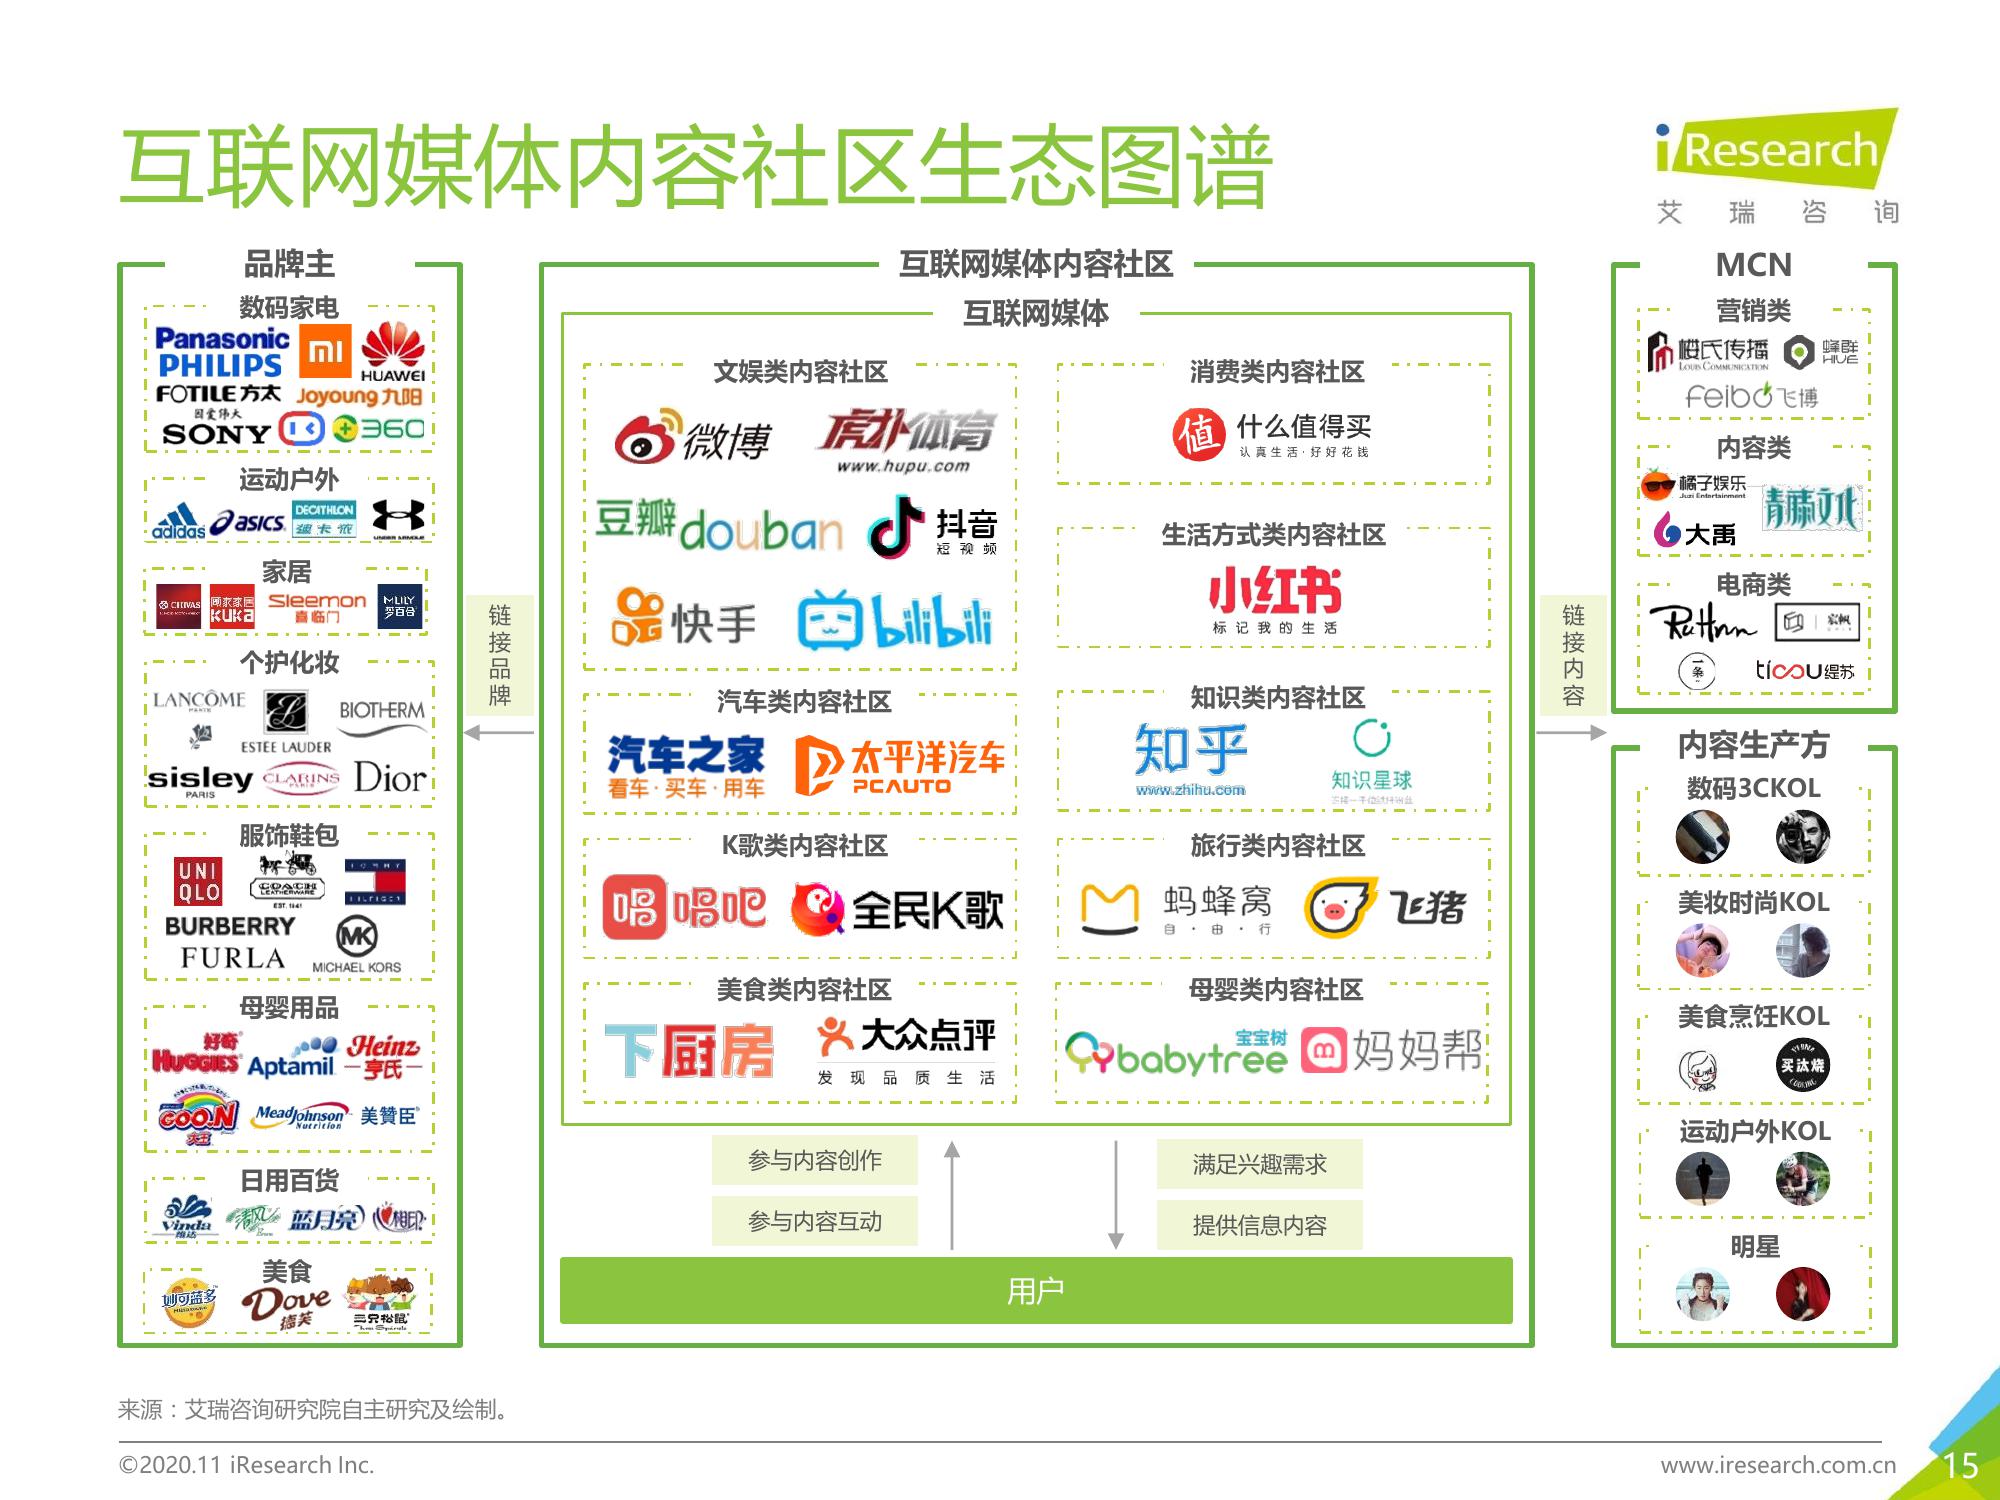 互联网媒体内容社区生态图谱
iResearch
艾瑞咨询
品牌主
数码家电
Panasonic
mi
HUAWEI
PHILIPS
FOTILE方太
Joyoung九阳
因爱伟大
SONY
360
运动户外
adidas
asics
DECATHLON
迪卡侬
UNDER ARMOUR
家居
CHIVAS
顾家家居
KUKa
Sleemon
喜临门
MLILY
梦百合
个护化妆
LANCÔME
PARIS
ESTEE LAUDER
BIOTHERM
sisley
PARIS
CLARINS
Dior
服饰鞋包
UNI
QLO
COACH
LEATHERWARE
EST. 1941
TOMMY
HILFIGER
BURBERRY
FURLA
MK
MICHAEL KORS
母婴用品
好奇
HUGGIES
Aptamil
Heinz
亨氏
GOO.N
大王
MeadJohnson
Nutrition
美赞臣
日用百货
Vinda
维达
清风
蓝月亮
心相印
美食
妙可蓝多
Dove
德芙
三只松鼠
Three Squirrels
链接品牌
互联网媒体内容社区
互联网媒体
文娱类内容社区
微博
虎扑体育
www.hupu.com
豆瓣douban
抖音
短视频
快手
bilibili
汽车类内容社区
汽车之家
看车·买车·用车
太平洋汽车
PCAUTO
K歌类内容社区
唱
唱吧
全民K歌
美食类内容社区
下厨房
大众点评
发现品质生活
消费类内容社区
值
什么值得买
认真生活·好好花钱
生活方式类内容社区
小红书
标记我的生活
知识类内容社区
知乎
www.zhihu.com
知识星球
旅行类内容社区
蚂蜂窝
自·由·行
飞猪
母婴类内容社区
宝宝树
babytree
妈妈帮
参与内容创作
参与内容互动
满足兴趣需求
提供信息内容
用户
链接内容
MCN
营销类
楼氏传播
LOUIS COMMUNICATION
蜂群
HIVE
feibo飞博
内容类
橘子娱乐
Juzi Entertainment
青藤文化
大禹
电商类
RuHnn
宸帆
一条
tiosu缇苏
内容生产方
数码3CKOL
美妆时尚KOL
美食烹饪KOL
买汰烧
COOLING
运动户外KOL
明星
来源：艾瑞咨询研究院自主研究及绘制。
©2020.11 iResearch Inc.
www.iresearch.com.cn
15